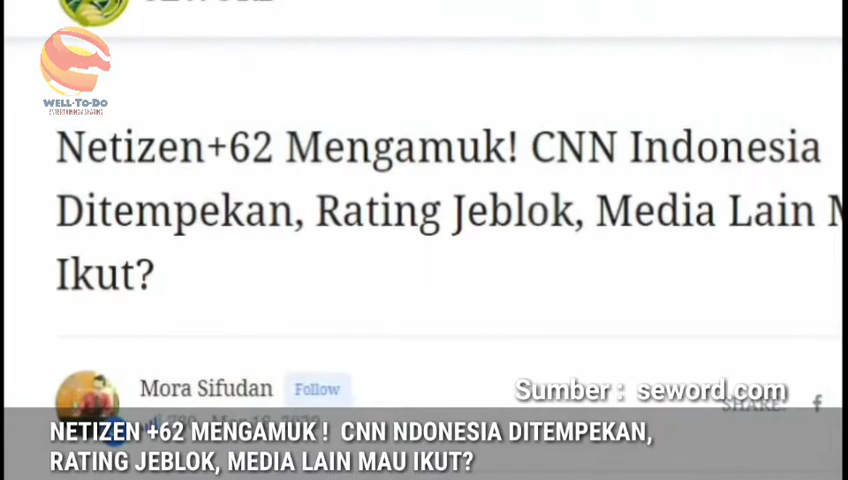 WELL-TO-DO
Netizen+62 Mengamuk! CNN Indonesia
Ditempekan, Rating Jeblok, Media Lain M
Ikut?
Mora Sifudan Follow
Sumber : seword.com
SHARE:
NETIZEN +62 MENGAMUK ! CNN NDONESIA DITEMPEKAN,
RATING JEBLOK, MEDIA LAIN MAU IKUT?